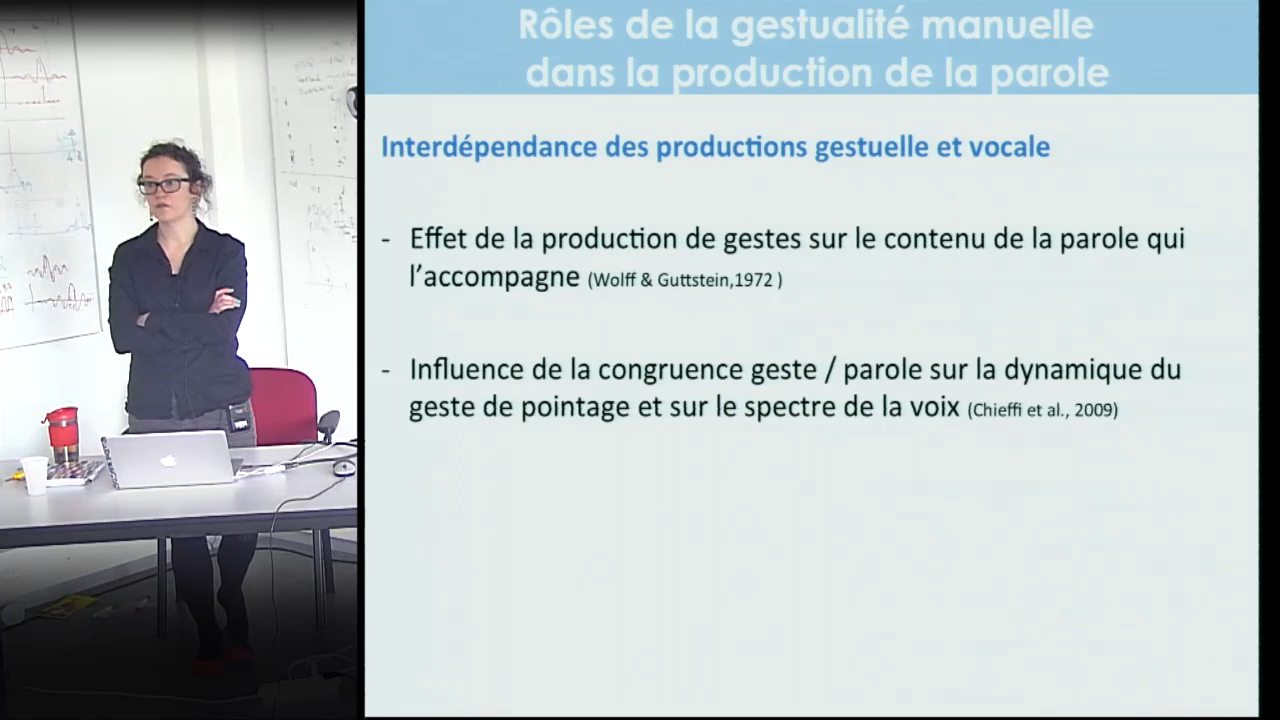 Rôles de la gestualité manuelle
dans la production de la parole
Interdépendance des productions gestuelle et vocale
- Effet de la production de gestes sur le contenu de la parole qui
l'accompagne (Wolff & Guttstein,1972 )
- Influence de la congruence geste / parole sur la dynamique du
geste de pointage et sur le spectre de la voix (Chieffi et al., 2009)